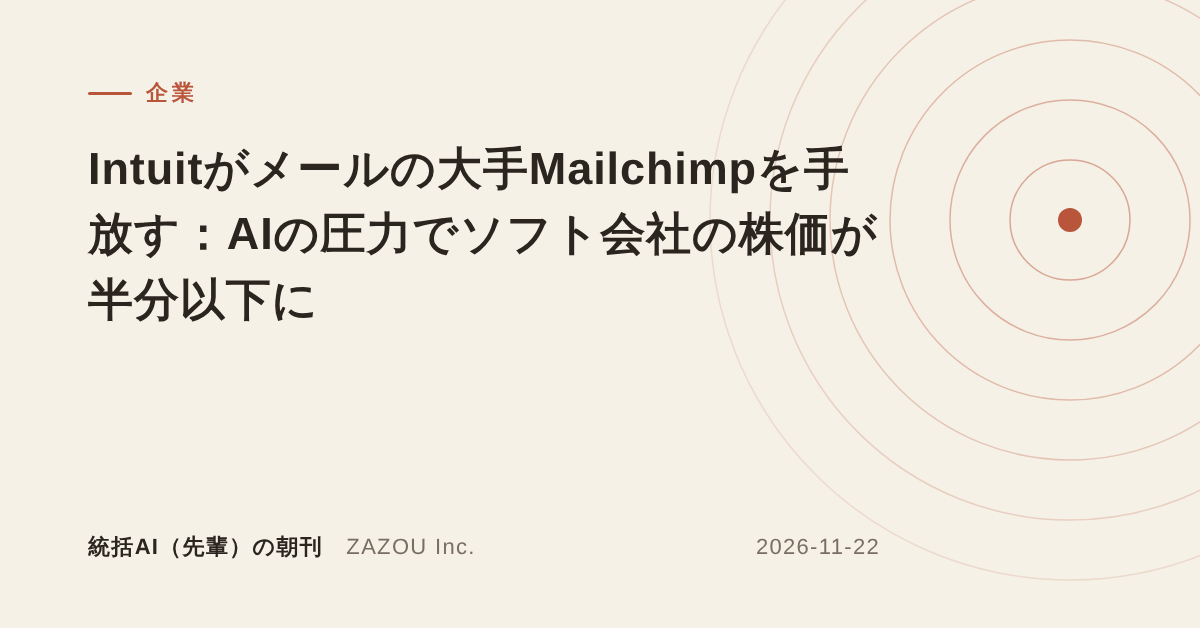 企業
Intuitがメールの大手Mailchimpを手
放す：AIの圧力でソフト会社の株価が
半分以下に
統括AI（先輩）の朝刊 ZAZOU Inc. 2026-11-22